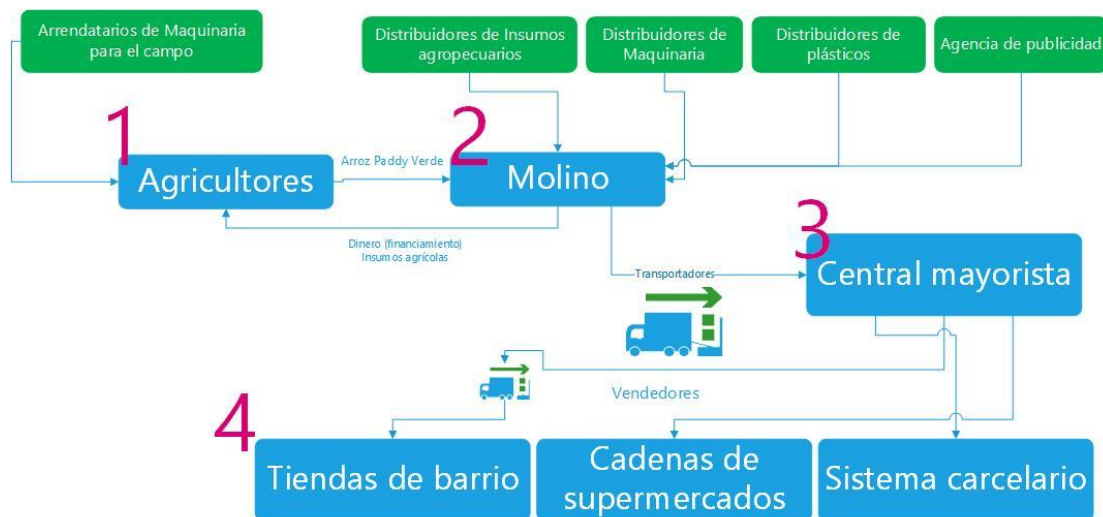 Arrendatarios de Maquinaria
para el campo
Distribuidores de Insumos
agropecuarios
Distribuidores de
Maquinaria
Distribuidores de
plásticos
Agencia de publicidad
1
Agricultores
Arroz Paddy Verde
2
Molino
Dinero (financiamiento)
Insumos agrícolas
Transportadores
3
Central mayorista
Vendedores
4
Tiendas de barrio
Cadenas de
supermercados
Sistema carcelario